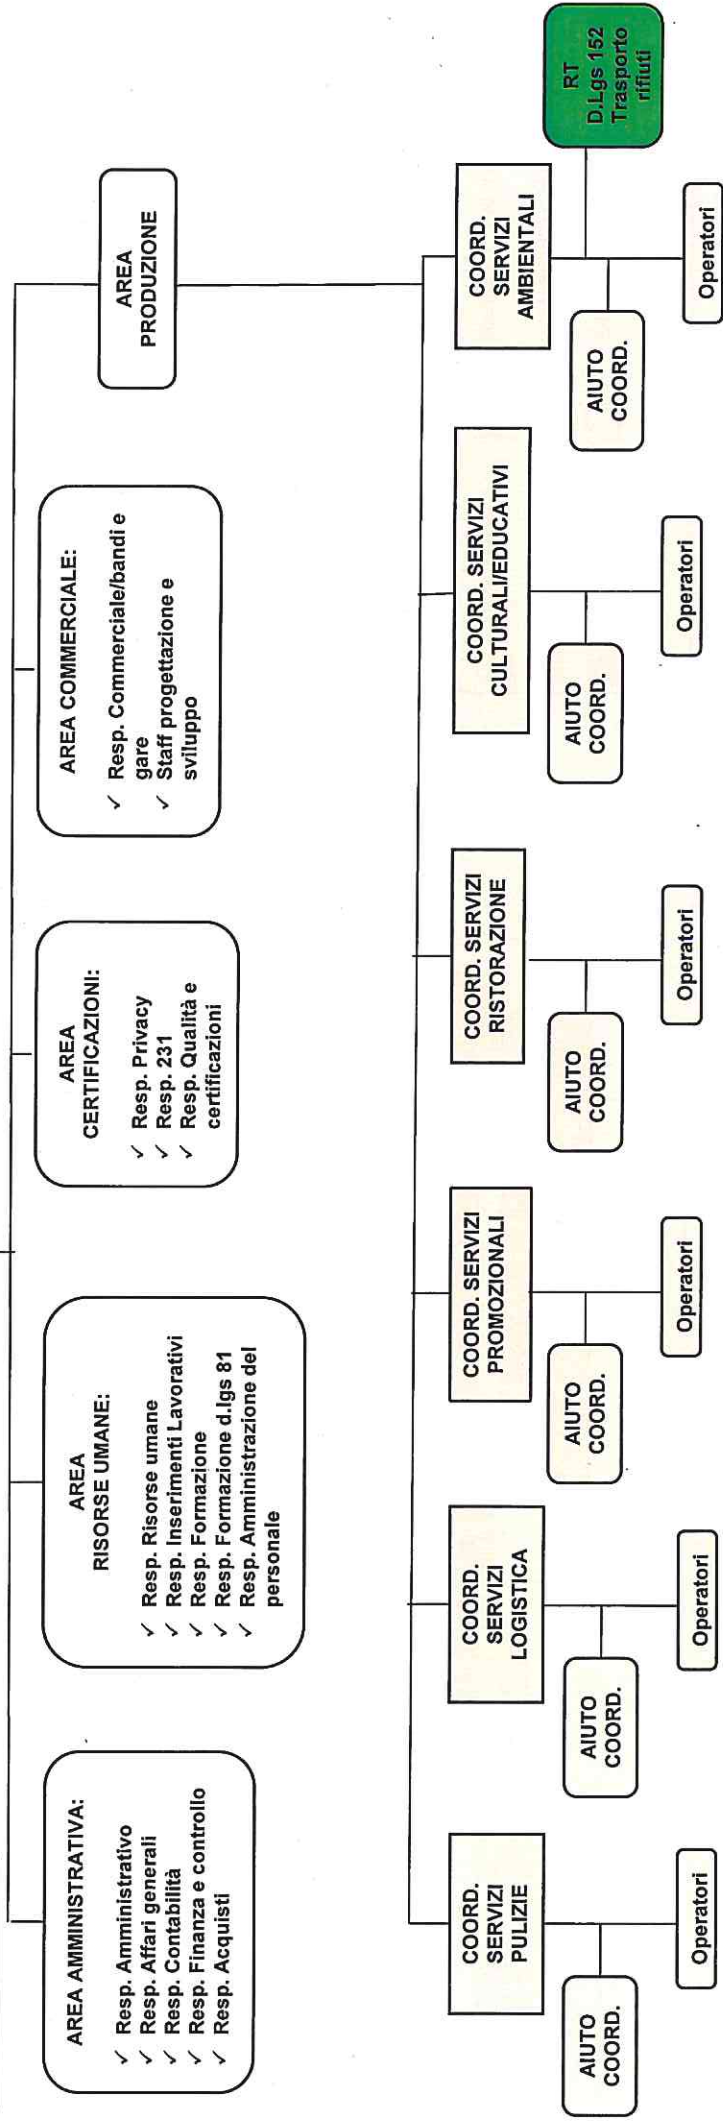 AREA AMMINISTRATIVA:
✓ Resp. Amministrativo
✓ Resp. Affari generali
✓ Resp. Contabilità
✓ Resp. Finanza e controllo
✓ Resp. Acquisti
AREA
RISORSE UMANE:
✓ Resp. Risorse umane
✓ Resp. Inserimenti Lavorativi
✓ Resp. Formazione
✓ Resp. Formazione d.lgs 81
✓ Resp. Amministrazione del
personale
AREA
CERTIFICAZIONI:
✓ Resp. Privacy
✓ Resp. 231
✓ Resp. Qualità e
certificazioni
AREA COMMERCIALE:
✓ Resp. Commerciale/bandi e
gare
✓ Staff progettazione e
sviluppo
AREA
PRODUZIONE
COORD.
SERVIZI
PULIZIE
AIUTO
COORD.
Operatori
COORD.
SERVIZI
LOGISTICA
AIUTO
COORD.
Operatori
COORD. SERVIZI
PROMOZIONALI
AIUTO
COORD.
Operatori
COORD. SERVIZI
RISTORAZIONE
AIUTO
COORD.
Operatori
COORD. SERVIZI
CULTURALI/EDUCATIVI
AIUTO
COORD.
Operatori
COORD.
SERVIZI
AMBIENTALI
RT
D.Lgs 152
Trasporto
rifiuti
AIUTO
COORD.
Operatori